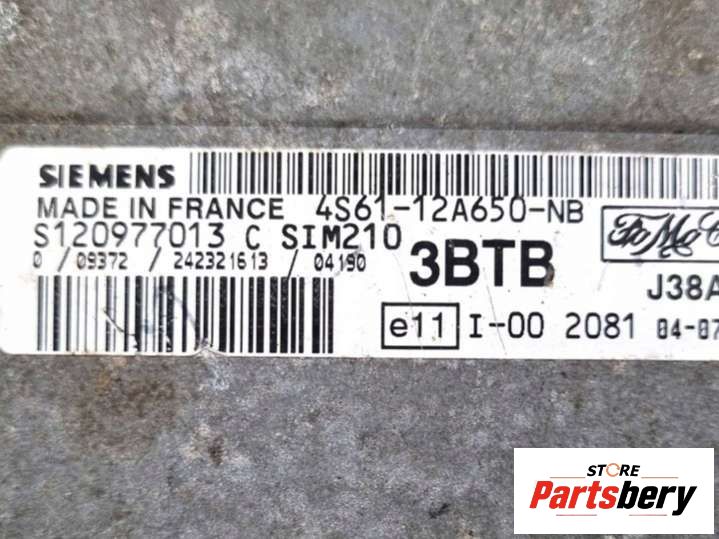 SIEMENS
MADE IN FRANCE 4S61-12A650-NB
S120977013 C SIM210
0 / 09372 / 242321613 / 04190
3BTB
FoMoC
J38A
e11 I-00 2081 04-07
STORE
Partsbery